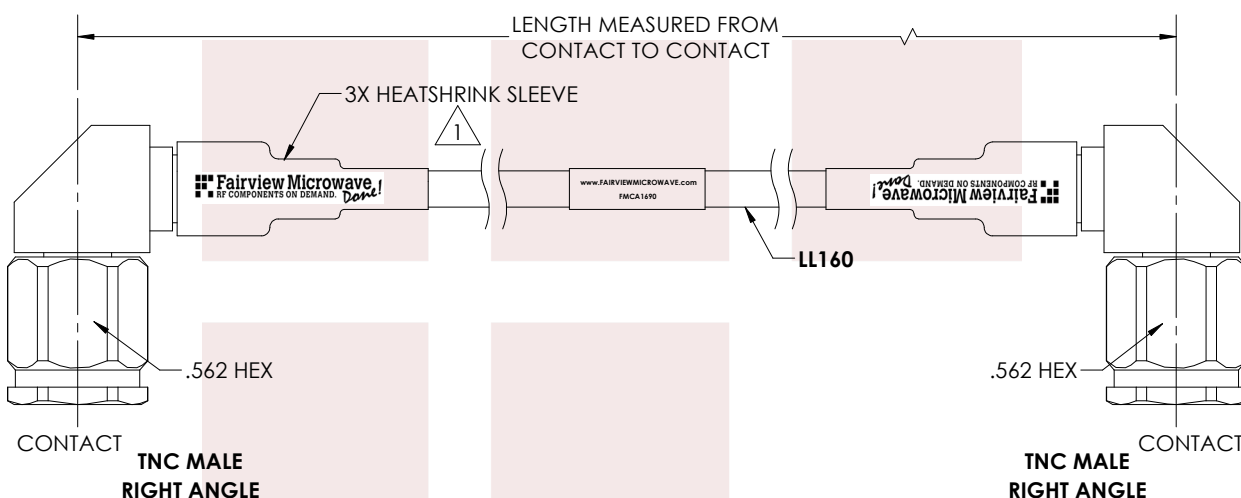 LENGTH MEASURED FROM
CONTACT TO CONTACT
3X HEATSHRINK SLEEVE
1
Fairview Microwave
RF COMPONENTS ON DEMAND. Done!
www.FAIRVIEWMICROWAVE.com
FMCA1690
Fairview Microwave
RF COMPONENTS ON DEMAND. Done!
LL160
.562 HEX
.562 HEX
CONTACT
TNC MALE
RIGHT ANGLE
CONTACT
TNC MALE
RIGHT ANGLE